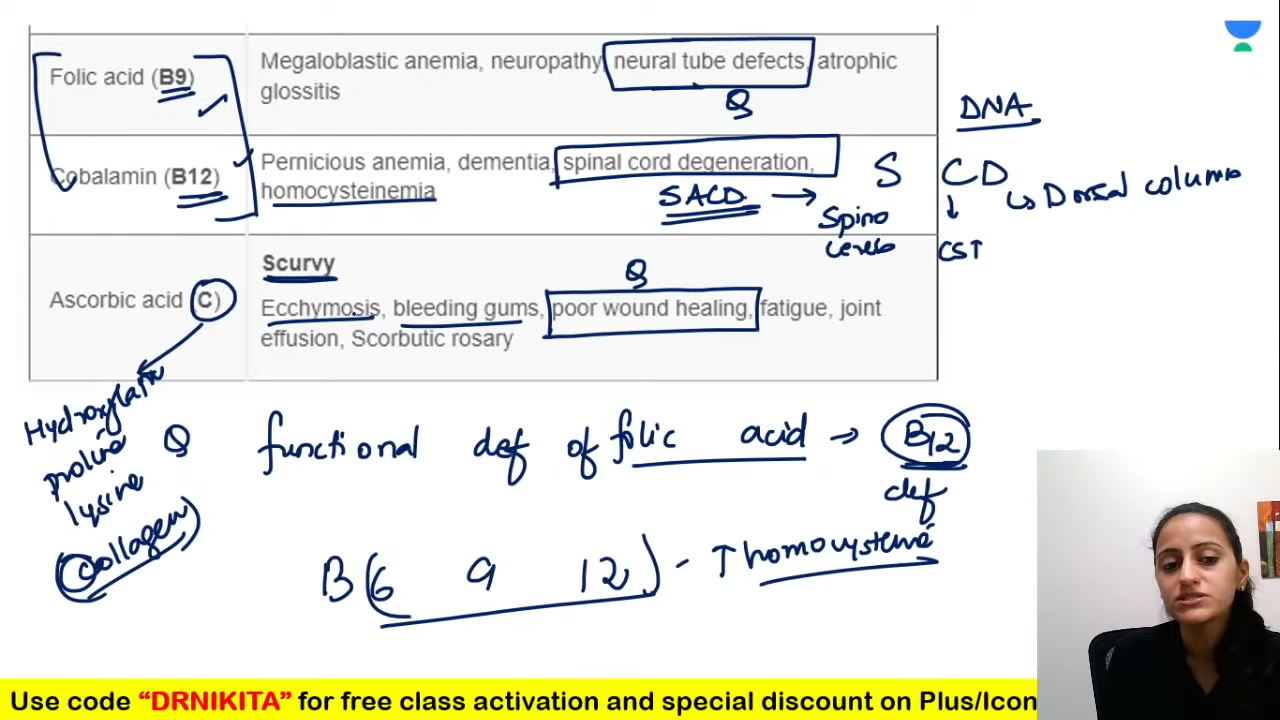 Folic acid (B9)
Megaloblastic anemia, neuropathy, neural tube defects, atrophic
glossitis
Q
DNA
Cobalamin (B12)
Pernicious anemia, dementia, spinal cord degeneration,
homocysteinemia
SACD → S CD
Spino
Dorsal column
CST
Ascorbic acid (C)
Scurvy
Q
Ecchymosis, bleeding gums, poor wound healing, fatigue, joint
effusion, Scorbutic rosary
proline
lysine
Collagen
Q functional def of folic acid → B12
def
B(6 9 12) - ↑ homocysteine
Use code “DRNIKITA” for free class activation and special discount on Plus/Icon